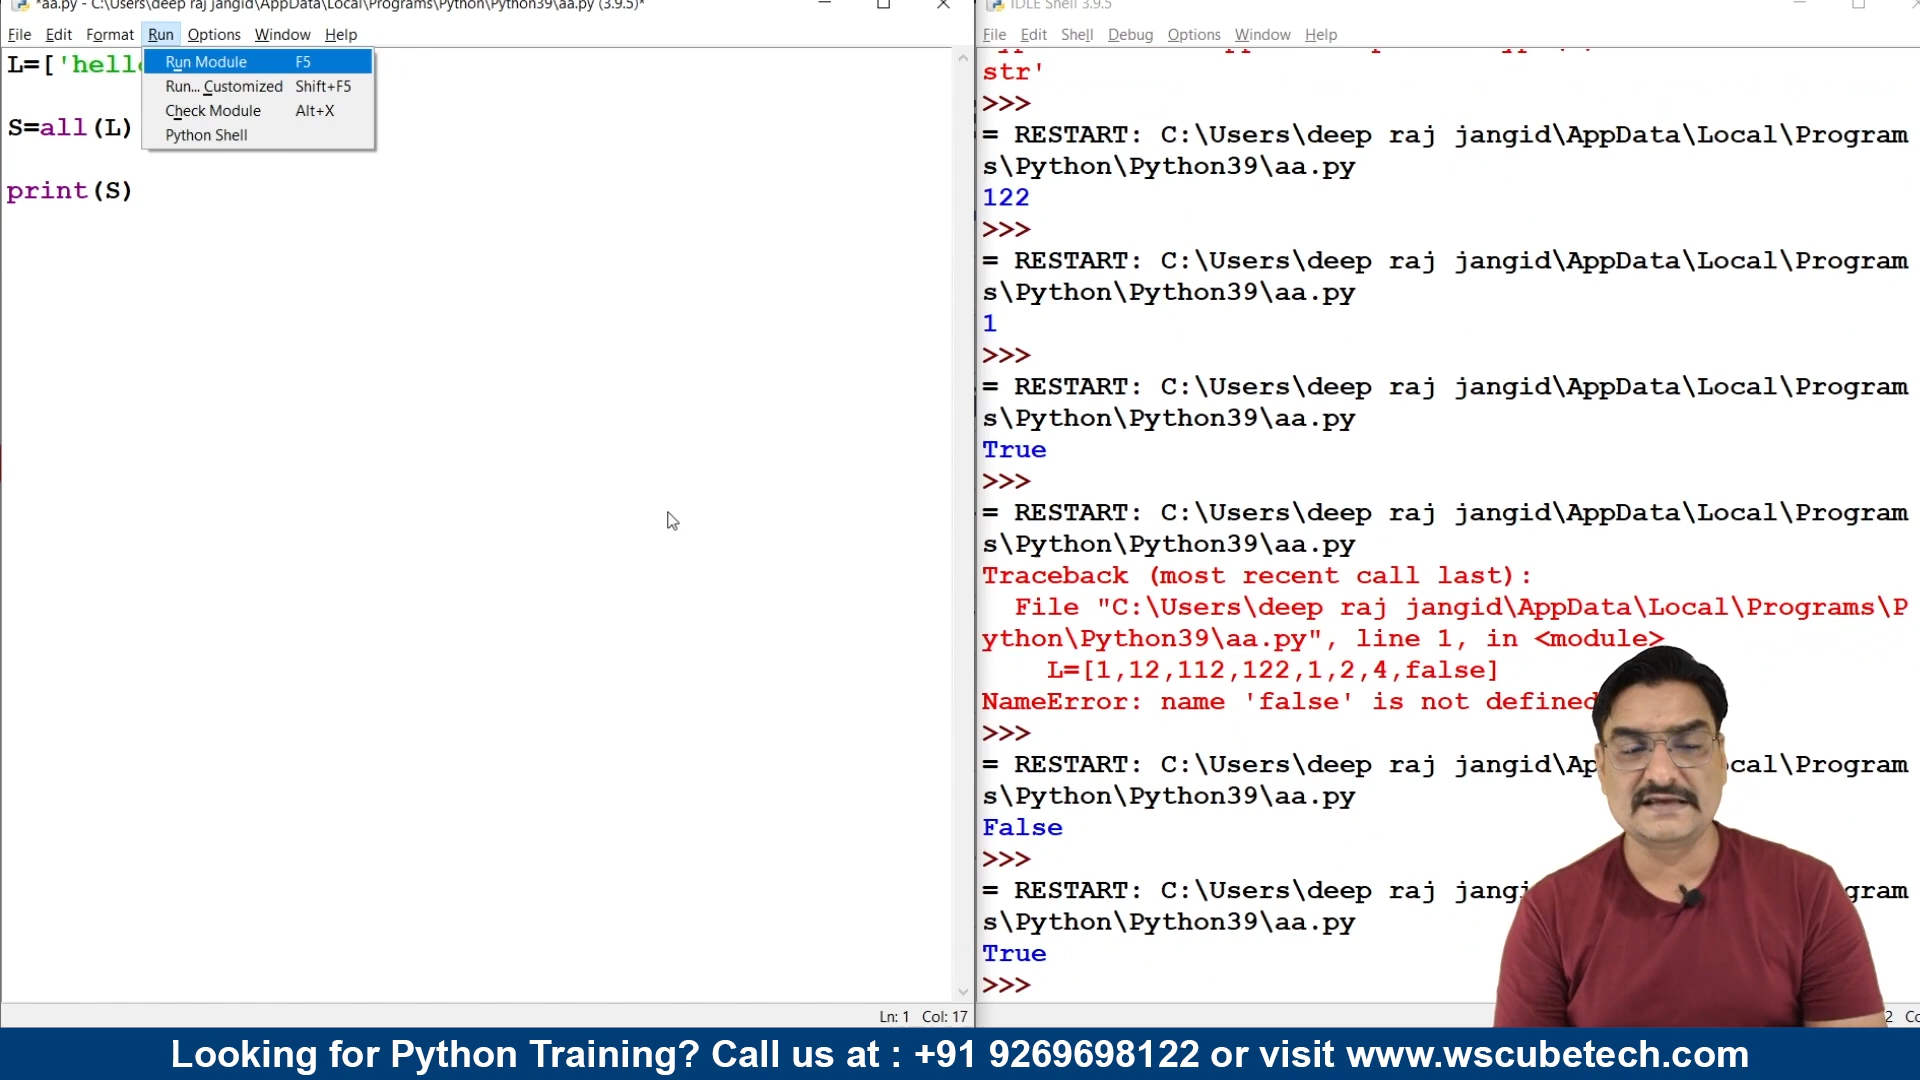 *aa.py - C:\Users\deep raj jangid\AppData\Local\Programs\Python\Python39\aa.py (3.9.5)*
File Edit Format Run Options Window Help
L=['hello
Run Module F5
Run... Customized Shift+F5
Check Module Alt+X
Python Shell
S=all(L)
print(S)
Ln: 1 Col: 17
IDLE Shell 3.9.5
File Edit Shell Debug Options Window Help
str'
>>>
= RESTART: C:\Users\deep raj jangid\AppData\Local\Program
s\Python\Python39\aa.py
122
>>>
= RESTART: C:\Users\deep raj jangid\AppData\Local\Program
s\Python\Python39\aa.py
1
>>>
= RESTART: C:\Users\deep raj jangid\AppData\Local\Program
s\Python\Python39\aa.py
True
>>>
= RESTART: C:\Users\deep raj jangid\AppData\Local\Program
s\Python\Python39\aa.py
Traceback (most recent call last):
File "C:\Users\deep raj jangid\AppData\Local\Programs\P
ython\Python39\aa.py", line 1, in <module>
L=[1,12,112,122,1,2,4,false]
NameError: name 'false' is not defined
>>>
= RESTART: C:\Users\deep raj jangid\Ap cal\Program
s\Python\Python39\aa.py
False
>>>
= RESTART: C:\Users\deep raj jangi gram
s\Python\Python39\aa.py
True
>>>
2 Co
Looking for Python Training? Call us at : +91 9269698122 or visit www.wscubetech.com